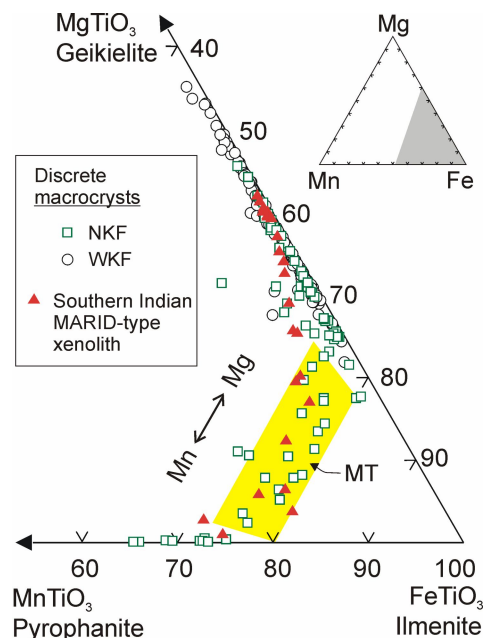 MgTiO3
Geikielite
40
50
60
70
80
90
Mg
Mn
Fe
Discrete
macrocrysts
NKF
WKF
Southern Indian
MARID-type
xenolith
Mg
Mn
MT
60
70
80
90
100
MnTiO3
Pyrophanite
FeTiO3
Ilmenite